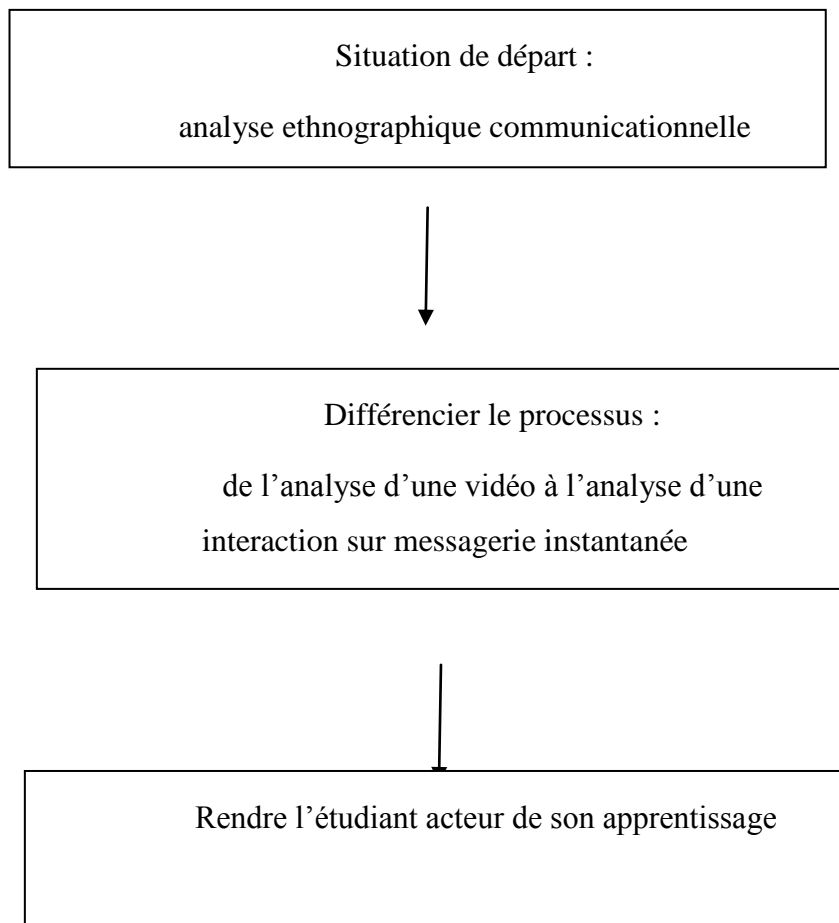 Situation de départ :
analyse ethnographique communicationnelle
Différencier le processus :
de l’analyse d’une vidéo à l’analyse d’une
interaction sur messagerie instantanée
Rendre l’étudiant acteur de son apprentissage